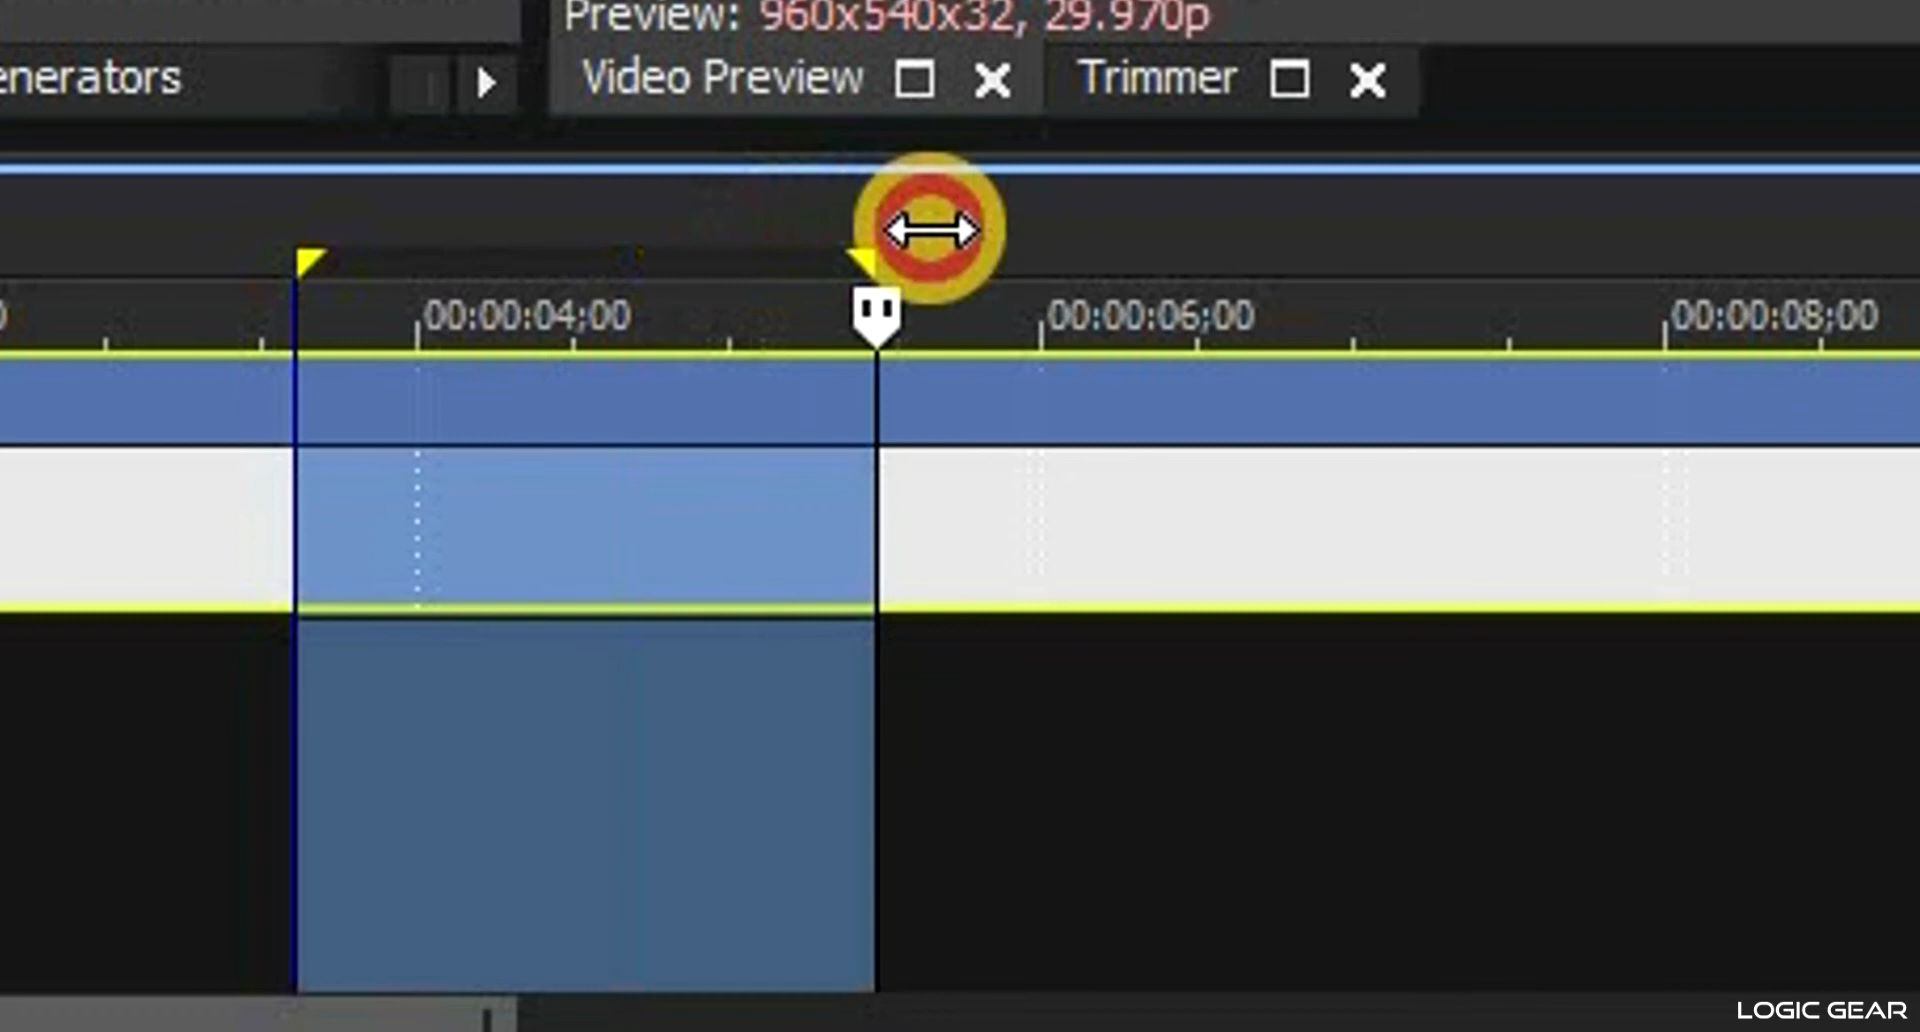 Preview: 960x540x32, 29.970p
enerators
Video Preview
Trimmer
00:00:04;00
00:00:06;00
00:00:08;00
LOGIC GEAR